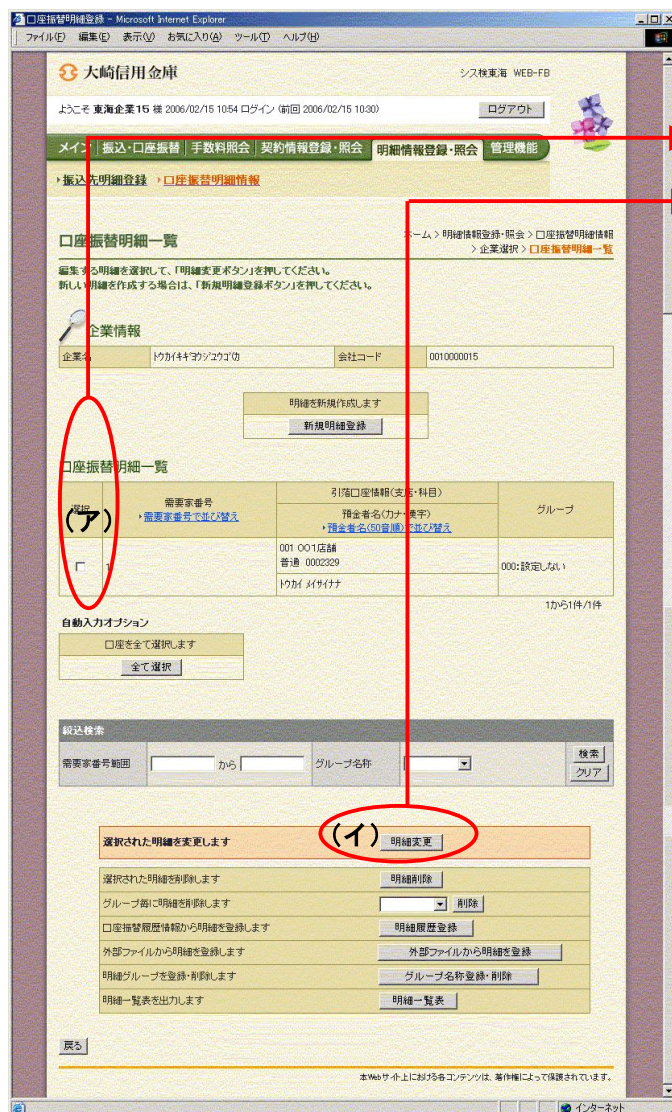 口座振替明細登録 - Microsoft Internet Explorer
ファイル(F) 編集(E) 表示(V) お気に入り(A) ツール(T) ヘルプ(H)
大崎信用金庫
シス検東海 WEB-FB
ようこそ 東海企業15 様 2006/02/15 10:54 ログイン (前回 2006/02/15 10:30)
ログアウト
メイン 振込・口座振替 手数料照会 契約情報登録・照会 明細情報登録・照会 管理機能
振込先明細登録 口座振替明細情報
口座振替明細一覧
ホーム > 明細情報登録・照会 > 口座振替明細情報
> 企業選択 > 口座振替明細一覧
編集する明細を選択して、「明細変更ボタン」を押してください。
新しい明細を作成する場合は、「新規明細登録ボタン」を押してください。
企業情報
企業名 会社コード 0010000015
明細を新規作成します
新規明細登録
口座振替明細一覧
選択
(ア)
需要家番号
需要家番号で並び替え
引落口座情報(支店・科目)
預金者名(カナ・漢字)
預金者名(50音順)で並び替え
グループ
1
001 001店舗
普通 0002329
トウカイ メイサイナナ
000:設定しない
1から1件/1件
自動入力オプション
口座を全て選択します
全て選択
絞込検索
需要家番号範囲 から グループ名称
検索
クリア
選択された明細を変更します (イ) 明細変更
選択された明細を削除します 明細削除
グループ毎に明細を削除します 削除
口座振替履歴情報から明細を登録します 明細履歴登録
外部ファイルから明細を登録します 外部ファイルから明細を登録
明細グループを登録・削除します グループ名称登録・削除
明細一覧表を出力します 明細一覧表
戻る
本Webサイト上における各コンテンツは、著作権によって保護されています。
インターネット